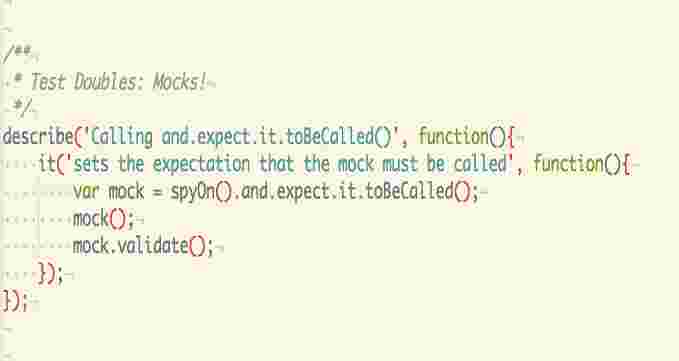 /**
 * Test Doubles: Mocks!
 */
describe('Calling and.expect.it.toBeCalled()', function(){
    it('sets the expectation that the mock must be called', function(){
        var mock = spyOn().and.expect.it.toBeCalled();
        mock();
        mock.validate();
    });
});